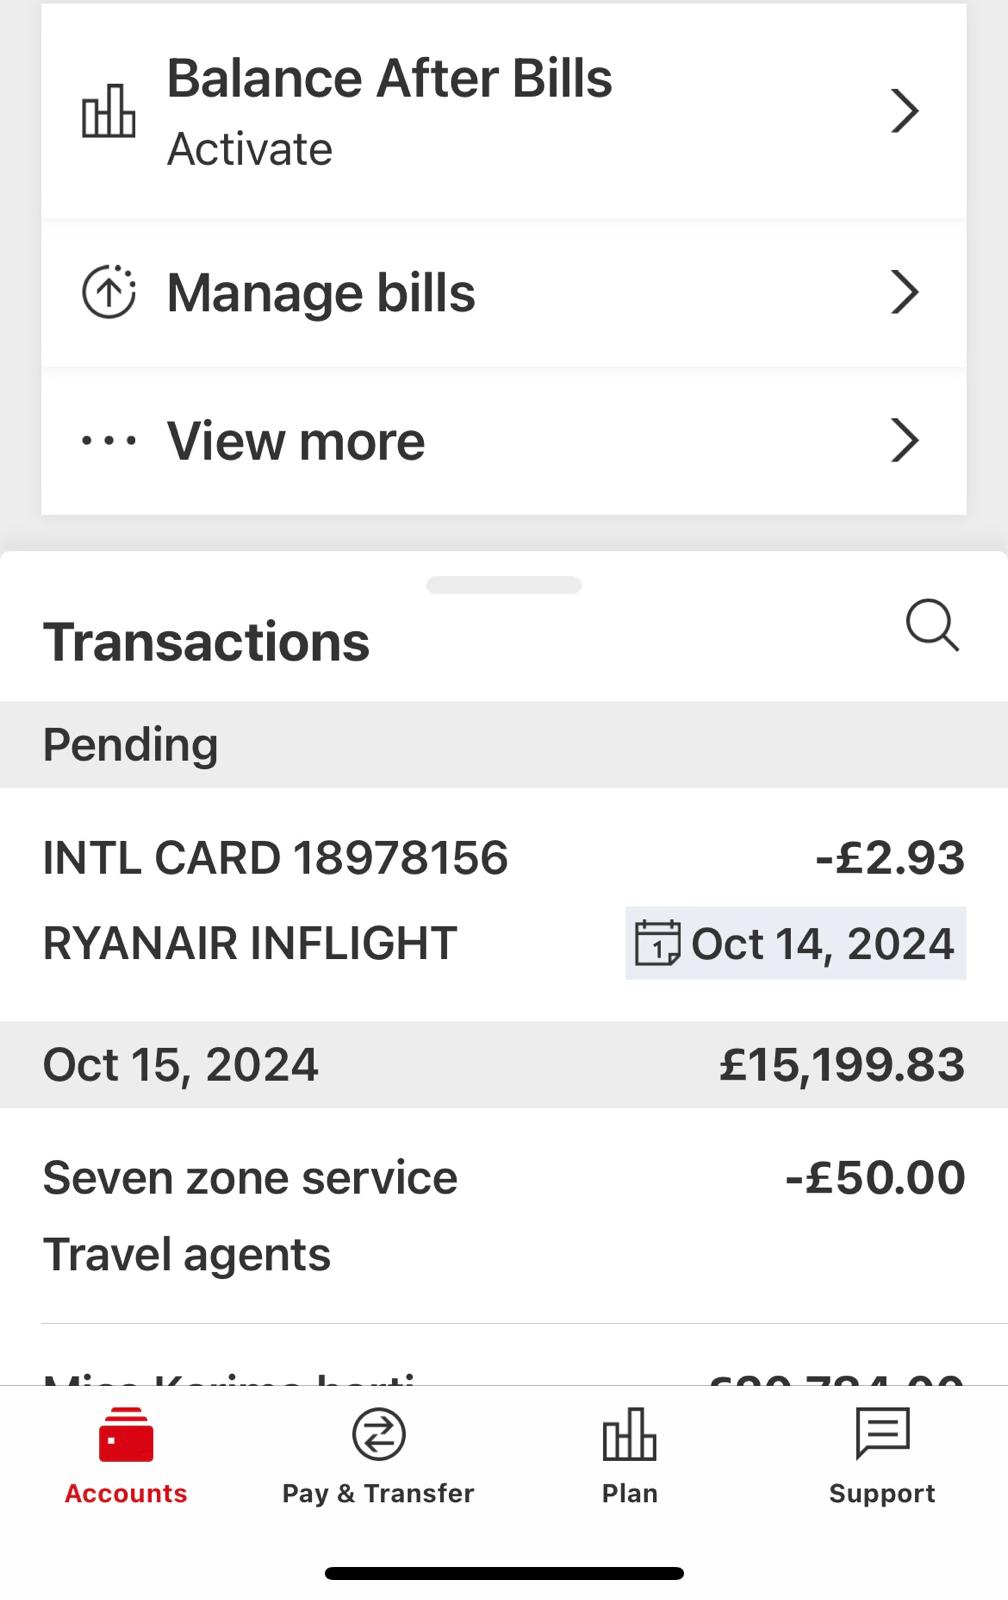 Balance After Bills
Activate
Manage bills
View more
Transactions
Pending
INTL CARD 18978156 -£2.93
RYANAIR INFLIGHT 1 Oct 14, 2024
Oct 15, 2024 £15,199.83
Seven zone service -£50.00
Travel agents
Accounts Pay & Transfer Plan Support